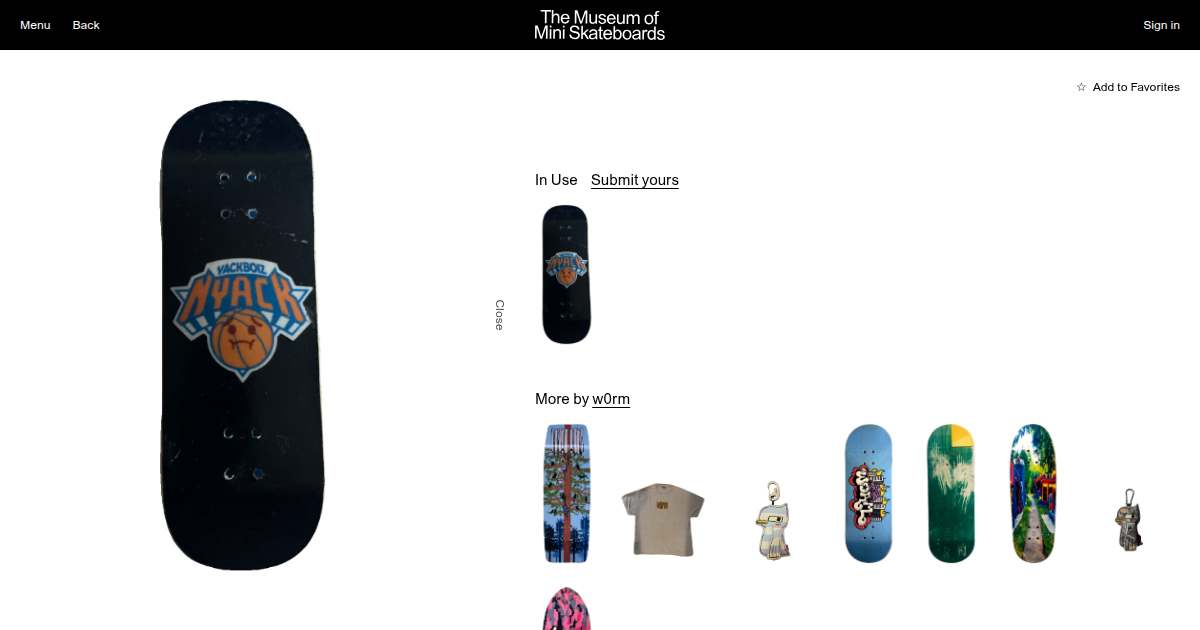 Menu
Back
The Museum of
Mini Skateboards
Sign in
☆ Add to Favorites
YACKBOIZ
NYACK
In Use Submit yours
NYACK
Close
More by w0rm